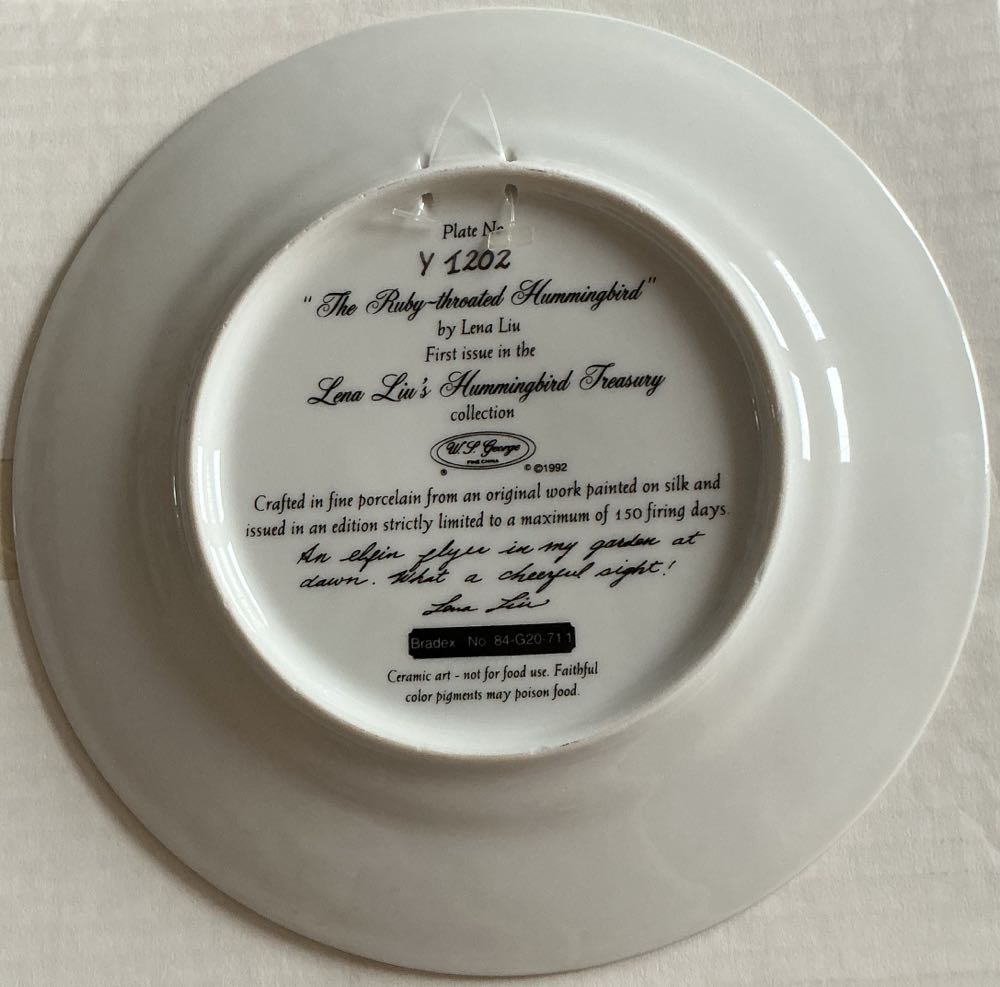 Plate No.
Y 1202
"The Ruby-throated Hummingbird"
by Lena Liu
First issue in the
Lena Liu's Hummingbird Treasury
collection
W.S. George
FINE CHINA
® © ©1992
Crafted in fine porcelain from an original work painted on silk and
issued in an edition strictly limited to a maximum of 150 firing days.
An elfin flyer in my garden at
dawn. What a cheerful sight!
Lena Liu
Bradex No. 84-G20-71 1
Ceramic art - not for food use. Faithful
color pigments may poison food.